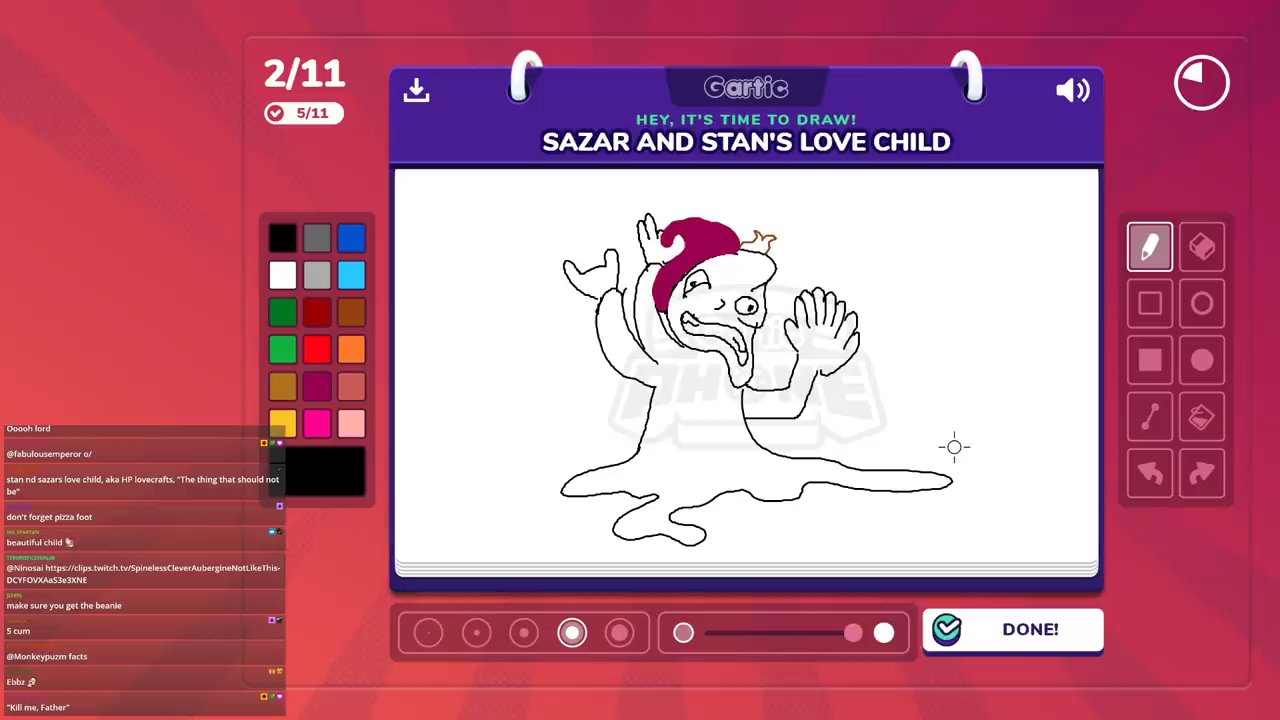 2/11
5/11
Gartic
HEY, IT'S TIME TO DRAW!
SAZAR AND STAN'S LOVE CHILD
PHONE
Ooooh lord
@fabulousemperor o/
stan nd sazars love child, aka HP lovecrafts, "The thing that should not
be"
don't forget pizza foot
beautiful child
@Ninosai https://clips.twitch.tv/SpinelessCleverAubergineNotLikeThis-
DCYFOVXAaS3e3XNE
make sure you get the beanie
5 cum
@Monkeypuzm facts
Ebbz
"Kill me, Father"
DONE!